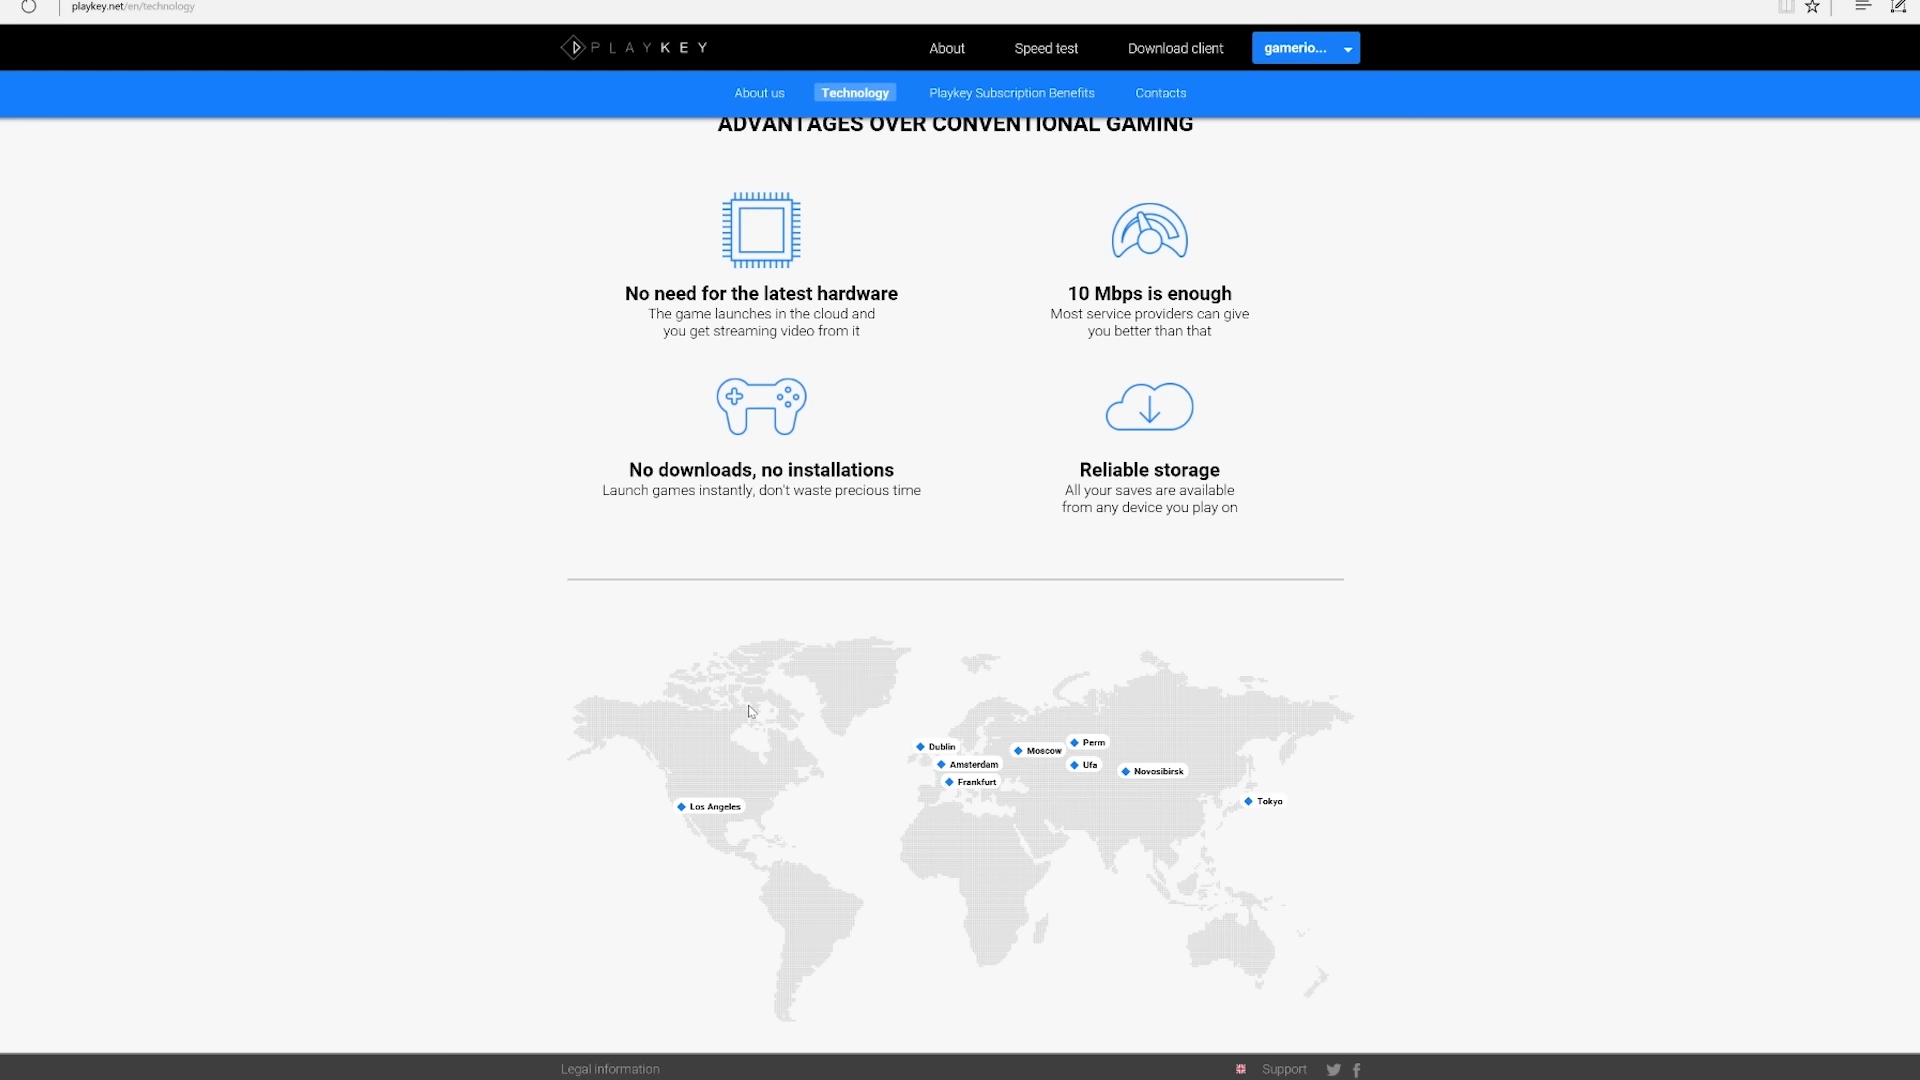 playkey.net/en/technology
PLAYKEY
About
Speed test
Download client
gamerio...
About us
Technology
Playkey Subscription Benefits
Contacts
ADVANTAGES OVER CONVENTIONAL GAMING
No need for the latest hardware
The game launches in the cloud and
you get streaming video from it
10 Mbps is enough
Most service providers can give
you better than that
No downloads, no installations
Launch games instantly, don't waste precious time
Reliable storage
All your saves are available
from any device you play on
Dublin
Moscow
Perm
Amsterdam
Ufa
Novosibirsk
Frankfurt
Los Angeles
Tokyo
Legal information
Support